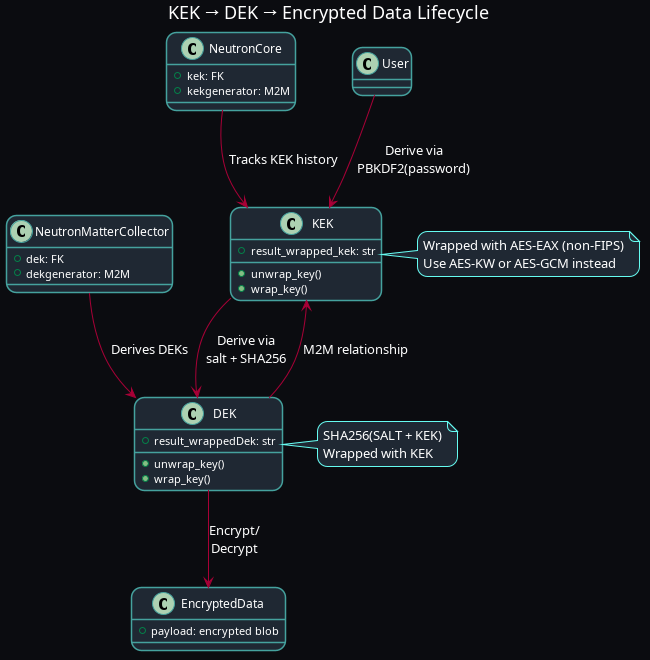 KEK → DEK → Encrypted Data Lifecycle
C NeutronCore
kek: FK
kekgenerator: M2M
C User
Tracks KEK history
Derive via
PBKDF2(password)
C NeutronMatterCollector
dek: FK
dekgenerator: M2M
C KEK
result_wrapped_kek: str
unwrap_key()
wrap_key()
Wrapped with AES-EAX (non-FIPS)
Use AES-KW or AES-GCM instead
Derives DEKs
Derive via
salt + SHA256
M2M relationship
C DEK
result_wrappedDek: str
unwrap_key()
wrap_key()
SHA256(SALT + KEK)
Wrapped with KEK
Encrypt/
Decrypt
C EncryptedData
payload: encrypted blob